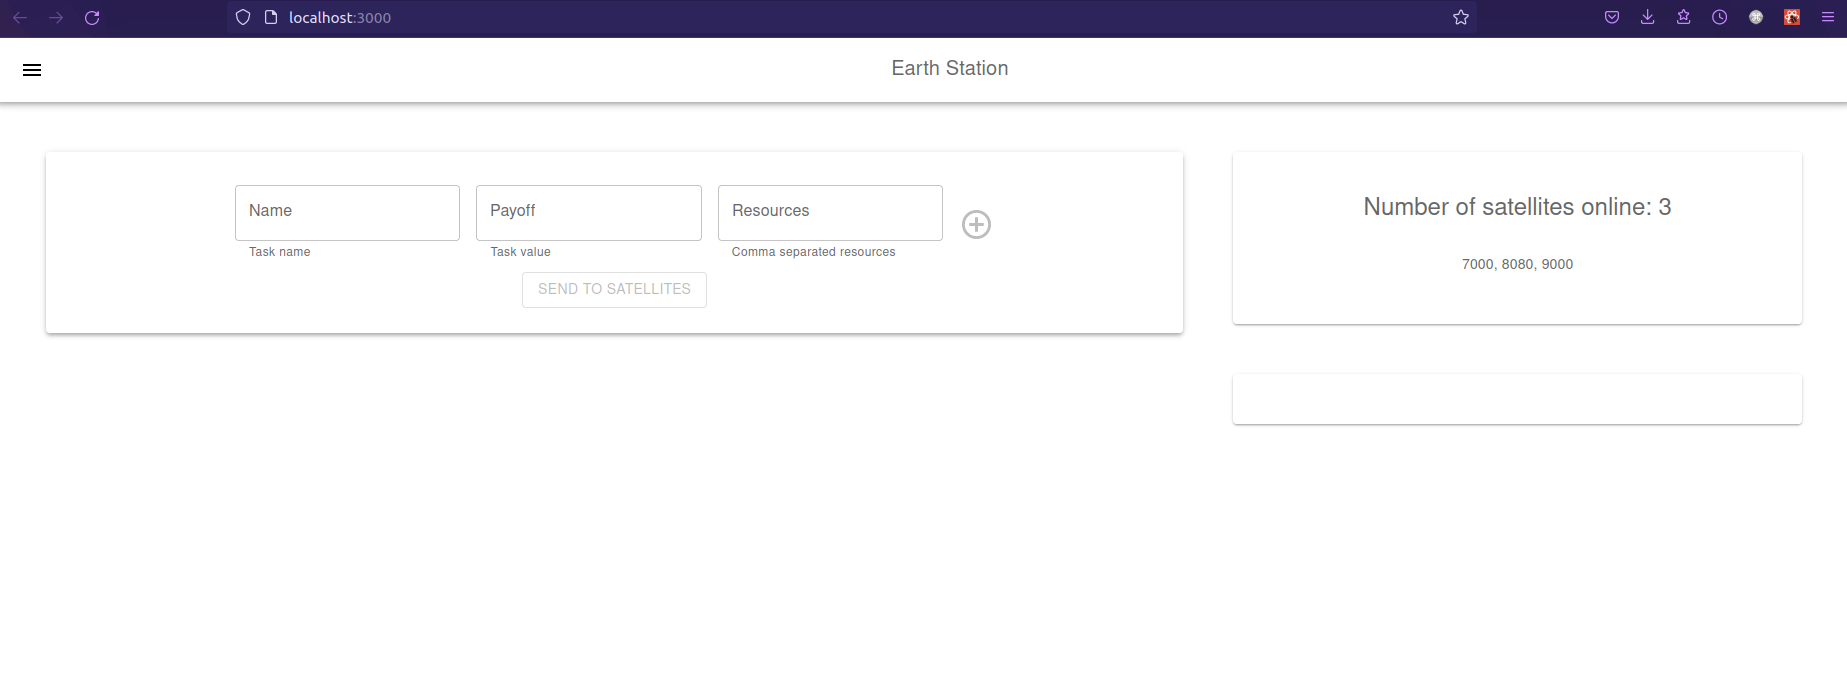 localhost:3000
Earth Station
Name
Payoff
Resources
Task name
Task value
Comma separated resources
SEND TO SATELLITES
Number of satellites online: 3
7000, 8080, 9000